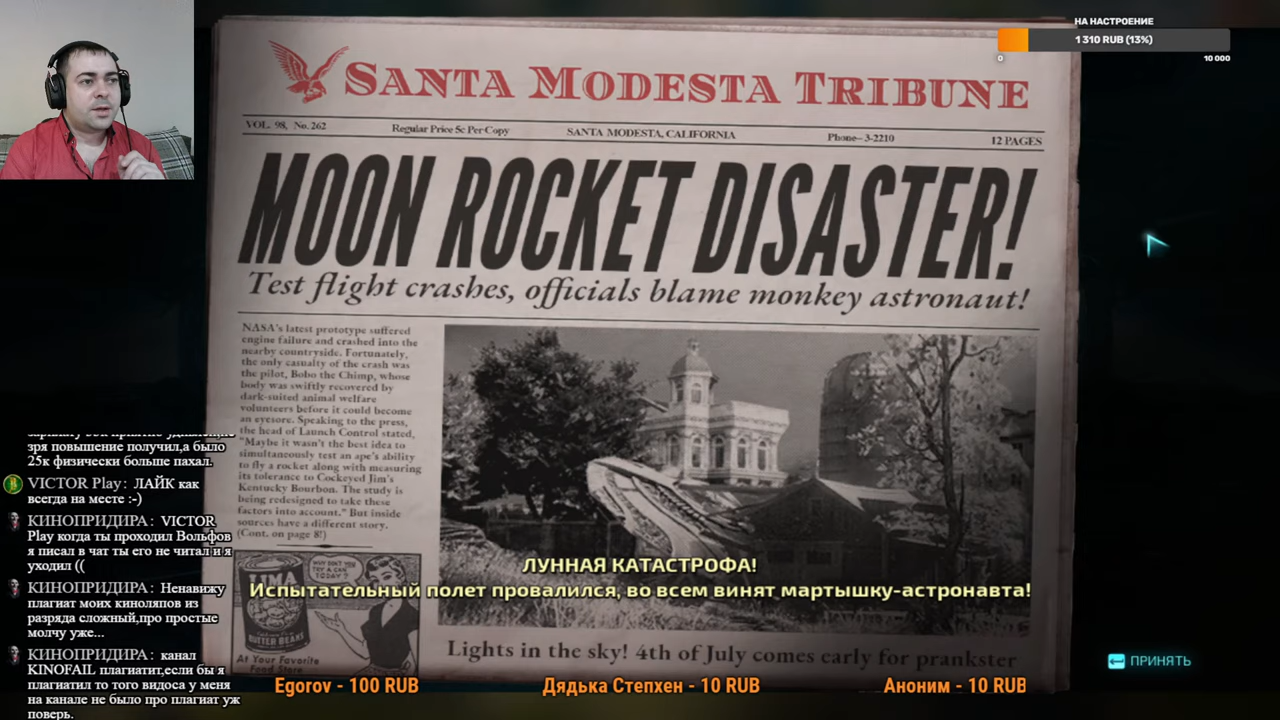 НА НАСТРОЕНИЕ
1 310 RUB (13%)
0
10 000
SANTA MODESTA TRIBUNE
VOL. 98, No. 262
Regular Price 5c Per Copy
SANTA MODESTA, CALIFORNIA
Phone– 3-2210
12 PAGES
MOON ROCKET DISASTER!
Test flight crashes, officials blame monkey astronaut!
NASA's latest prototype suffered
engine failure and crashed into the
nearby countryside. Fortunately,
the only casualty of the crash was
the pilot, Bobo the Chimp, whose
body was swiftly recovered by
dark-suited animal welfare
volunteers before it could become
an eyesore. Speaking to the press,
the head of Launch Control stated,
"Maybe it wasn't the best idea to
simultaneously test an ape's ability
to fly a rocket along with measuring
its tolerance to Cockeyed Jim's
Kentucky Bourbon. The study is
being redesigned to take these
factors into account." But inside
sources have a different story.
(Cont. on page 8!)
WHY DON'T YOU
TRY A CAN
TODAY?
LIMA
BUTTER BEANS
At Your Favorite
Food Store
ЛУННАЯ КАТАСТРОФА!
Испытательный полет провалился, во всем винят мартышку-астронавта!
Lights in the sky! 4th of July comes early for prankster
ПРИНЯТЬ
зря повышение получил,а было
25к физически больше пахал.
VICTOR Play: ЛАЙК как
всегда на месте :-)
КИНОПРИДИРА: VICTOR
Play когда ты проходил Вольфов
я писал в чат ты его не читал и я
уходил ((
КИНОПРИДИРА: Ненавижу
плагиат моих киноляпов из
разряда сложный,про простые
молчу уже...
КИНОПРИДИРА: канал
KINOFAIL плагиатит,если бы я
плагиатил то того видоса у меня
на канале не было про плагиат уж
поверь.
Egorov - 100 RUB
Дядька Степхен - 10 RUB
Аноним - 10 RUB